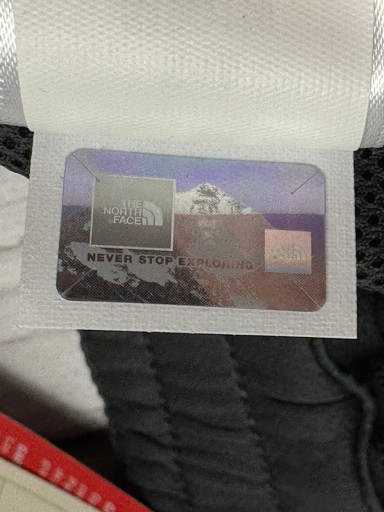 THE
NORTH
FACE
NEVER STOP EXPLORING